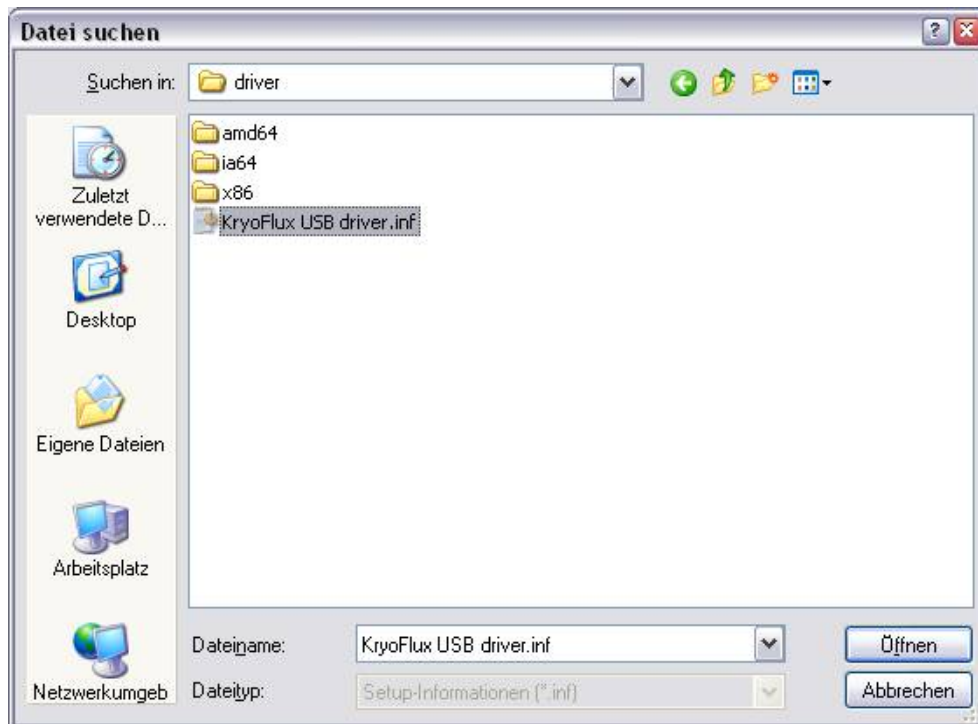 Datei suchen
Suchen in:
driver
Zuletzt
verwendete D...
Desktop
Eigene Dateien
Arbeitsplatz
Netzwerkumgeb
amd64
ia64
x86
KryoFlux USB driver.inf
Dateiname:
KryoFlux USB driver.inf
Öffnen
Dateityp:
Setup-Informationen (*.inf)
Abbrechen